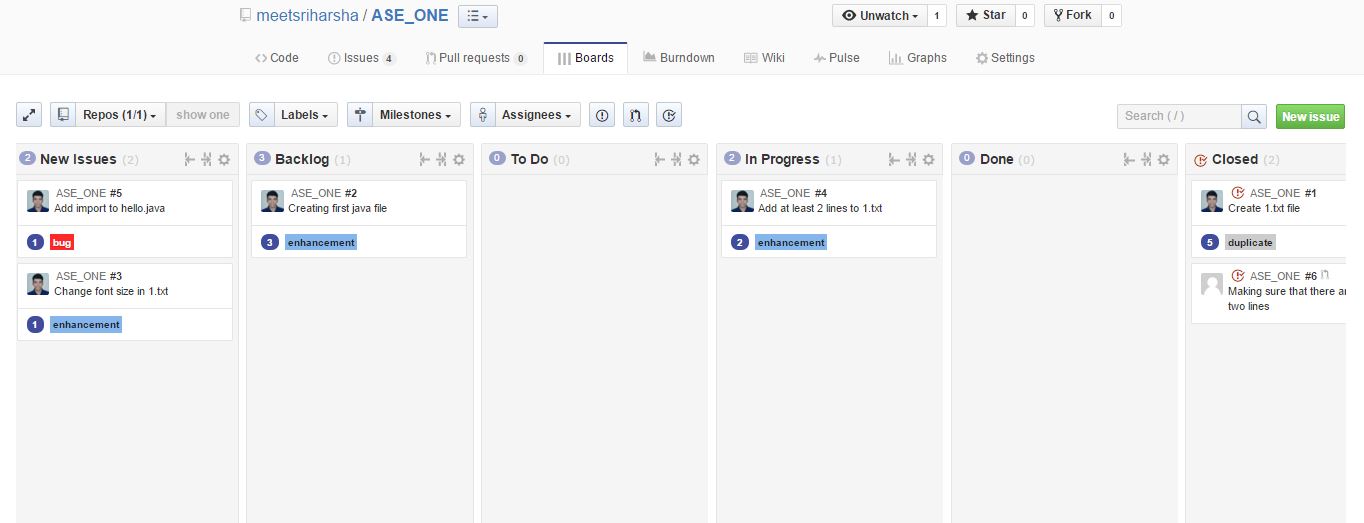 meetsriharsha / ASE_ONE
Unwatch 1 Star 0 Fork 0
Code Issues 4 Pull requests 0 Boards Burndown Wiki Pulse Graphs Settings
Repos (1/1) show one Labels Milestones Assignees Search ( / ) New issue
2 New Issues (2)
ASE_ONE #5
Add import to hello.java
1 bug
ASE_ONE #3
Change font size in 1.txt
1 enhancement
3 Backlog (1)
ASE_ONE #2
Creating first java file
3 enhancement
0 To Do (0)
2 In Progress (1)
ASE_ONE #4
Add at least 2 lines to 1.txt
2 enhancement
0 Done (0)
Closed (2)
ASE_ONE #1
Create 1.txt file
5 duplicate
ASE_ONE #6
Making sure that there
two lines